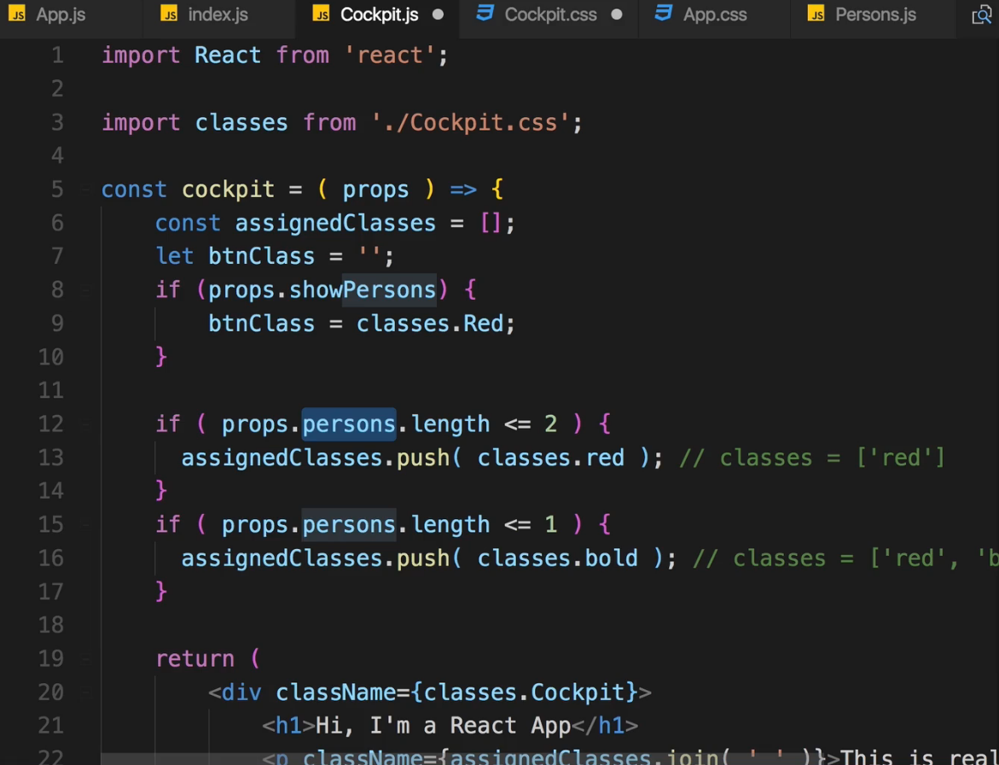 JS App.js JS index.js JS Cockpit.js Cockpit.css App.css JS Persons.js
1 import React from 'react';
2
3 import classes from './Cockpit.css';
4
5 const cockpit = ( props ) => {
6 const assignedClasses = [];
7 let btnClass = '';
8 if (props.showPersons) {
9 btnClass = classes.Red;
10 }
11
12 if ( props.persons.length <= 2 ) {
13 assignedClasses.push( classes.red ); // classes = ['red']
14 }
15 if ( props.persons.length <= 1 ) {
16 assignedClasses.push( classes.bold ); // classes = ['red', 'b
17 }
18
19 return (
20 <div className={classes.Cockpit}>
21 <h1>Hi, I'm a React App</h1>
22 <p className={assignedClasses.join( ' ' )}>This is real